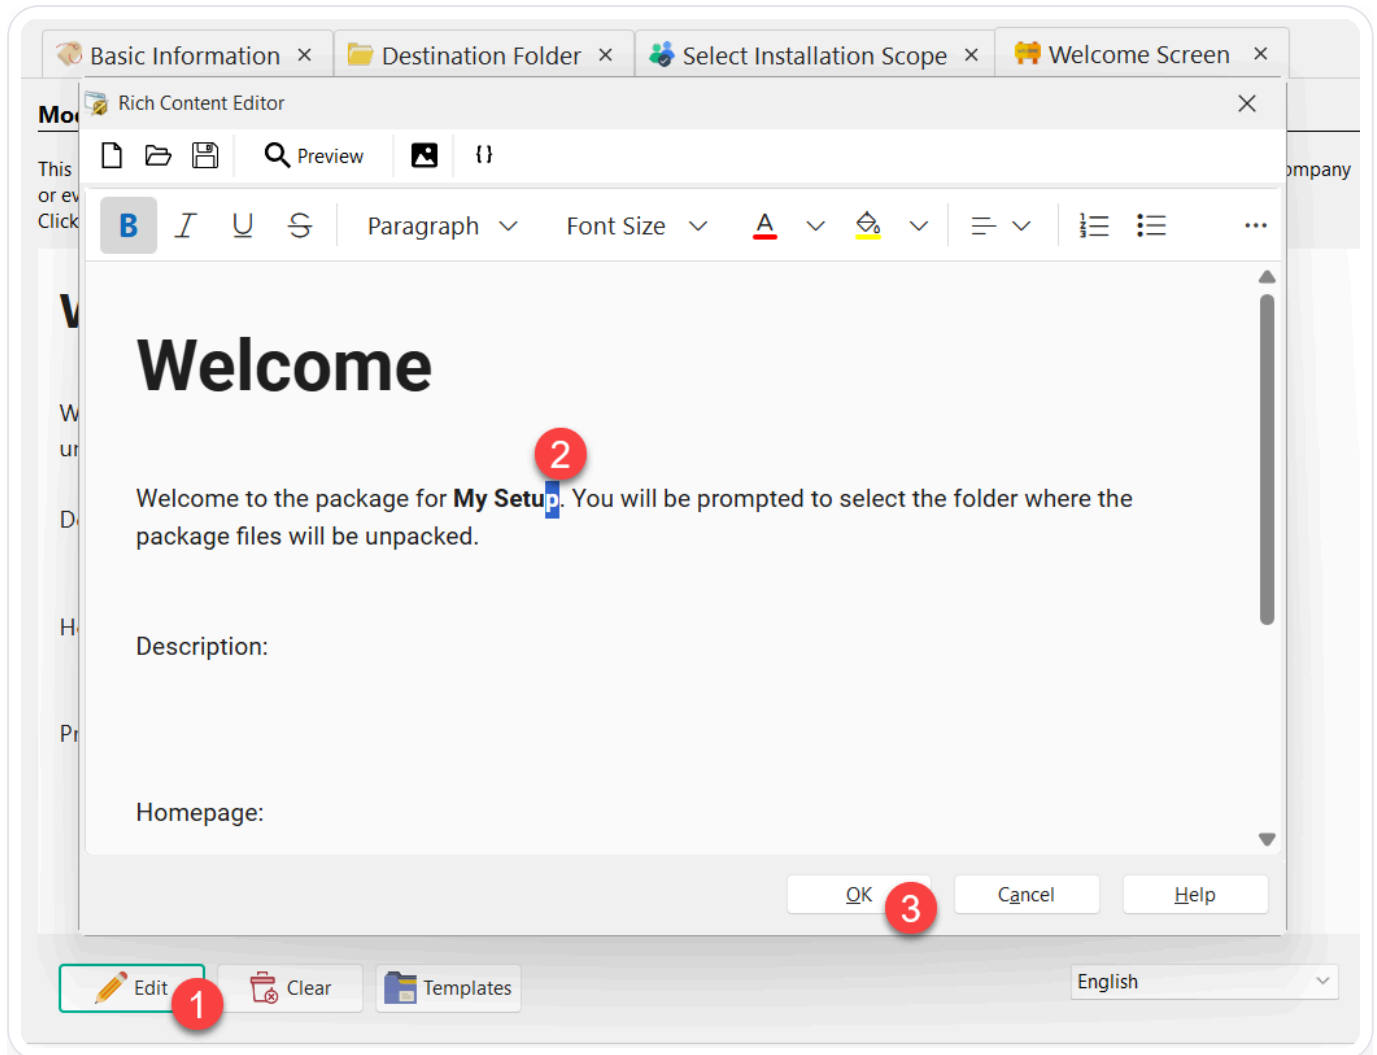 Basic Information
Destination Folder
Select Installation Scope
Welcome Screen
Rich Content Editor
Preview
{}
This
ompany
or ev
Click
B I U S Paragraph Font Size A
Welcome
2
Welcome to the package for My Setup. You will be prompted to select the folder where the
package files will be unpacked.
Description:
Homepage:
OK
3
Cancel
Help
Edit
1
Clear
Templates
English